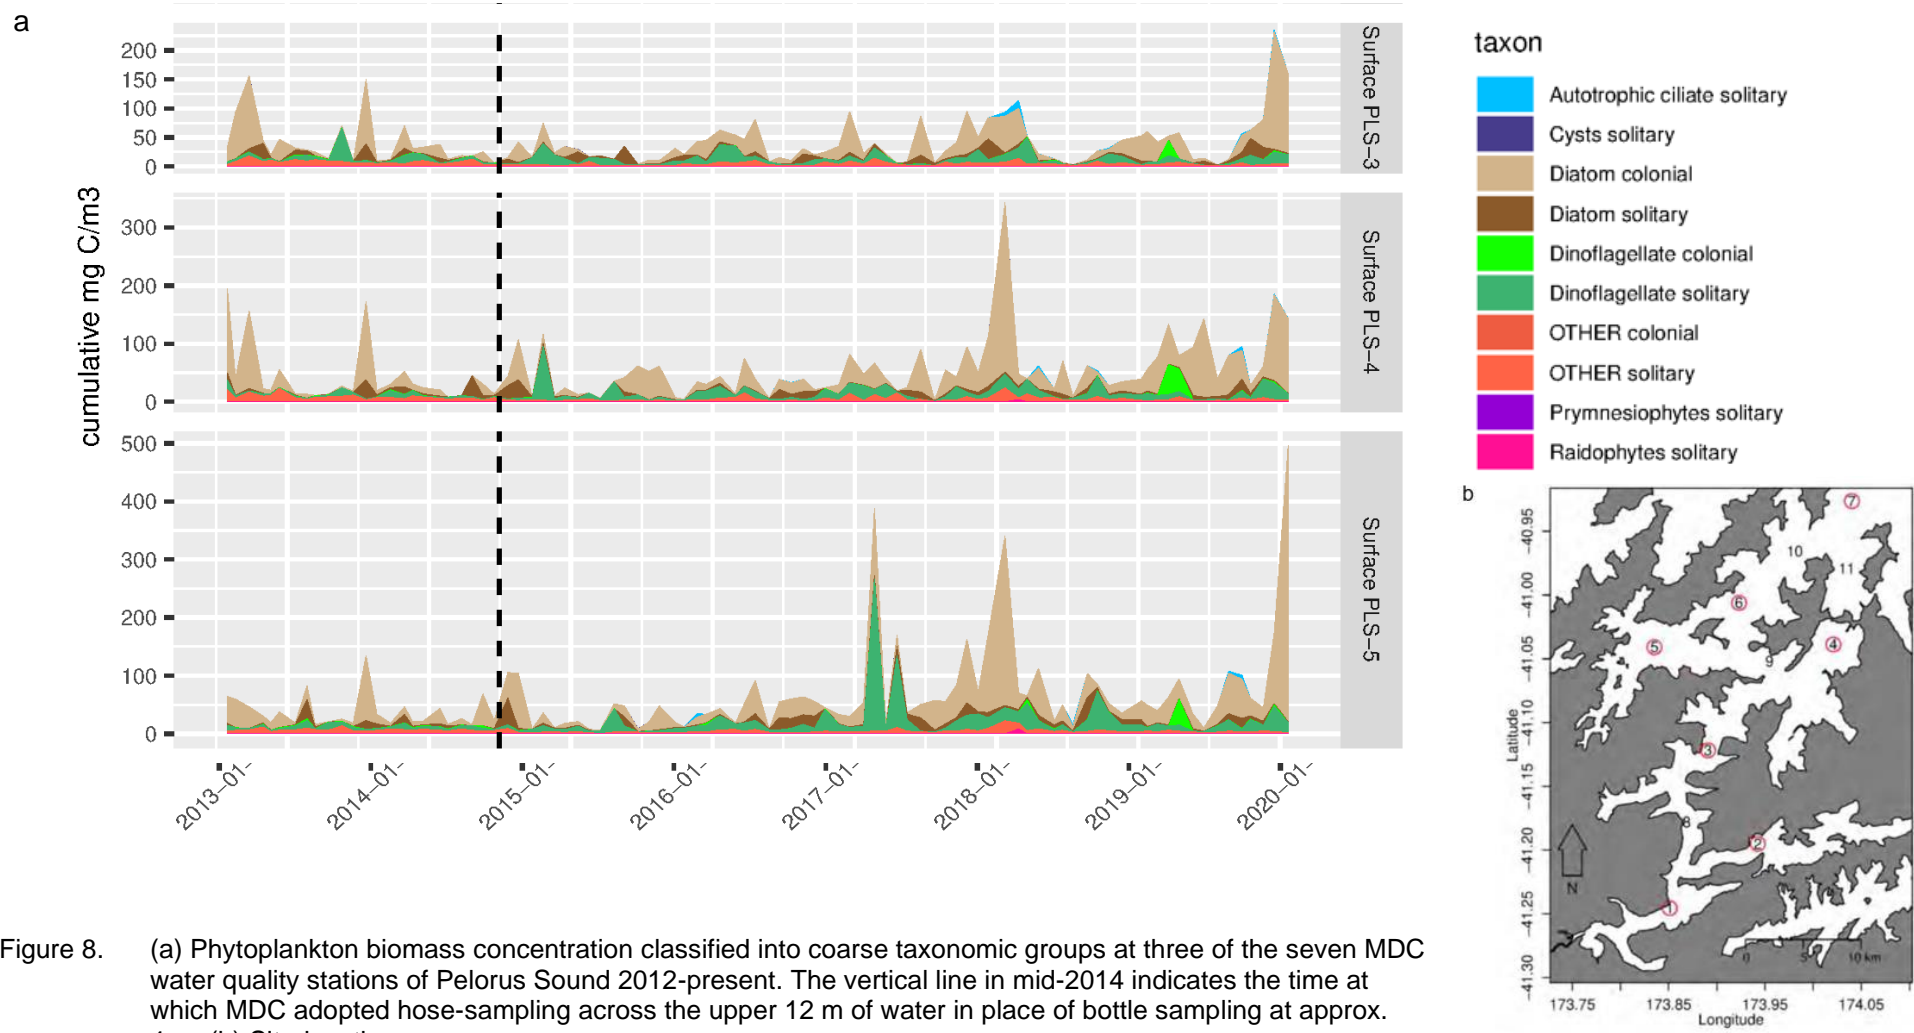 a
200
150
100
50
0
Surface PLS–3
300
200
100
0
Surface PLS–4
500
400
300
200
100
0
Surface PLS–5
cumulative mg C/m3
2013–01–
2014–01–
2015–01–
2016–01–
2017–01–
2018–01–
2019–01–
2020–01–
taxon
Autotrophic ciliate solitary
Cysts solitary
Diatom colonial
Diatom solitary
Dinoflagellate colonial
Dinoflagellate solitary
OTHER colonial
OTHER solitary
Prymnesiophytes solitary
Raidophytes solitary
b
7
10
11
6
5
4
9
3
8
2
1
N
0 5 10 km
−40.95
−41.00
−41.05
−41.10
−41.15
−41.20
−41.25
−41.30
Latitude
173.75 173.85 173.95 174.05
Longitude
Figure 8. (a) Phytoplankton biomass concentration classified into coarse taxonomic groups at three of the seven MDC
water quality stations of Pelorus Sound 2012-present. The vertical line in mid-2014 indicates the time at
which MDC adopted hose-sampling across the upper 12 m of water in place of bottle sampling at approx.